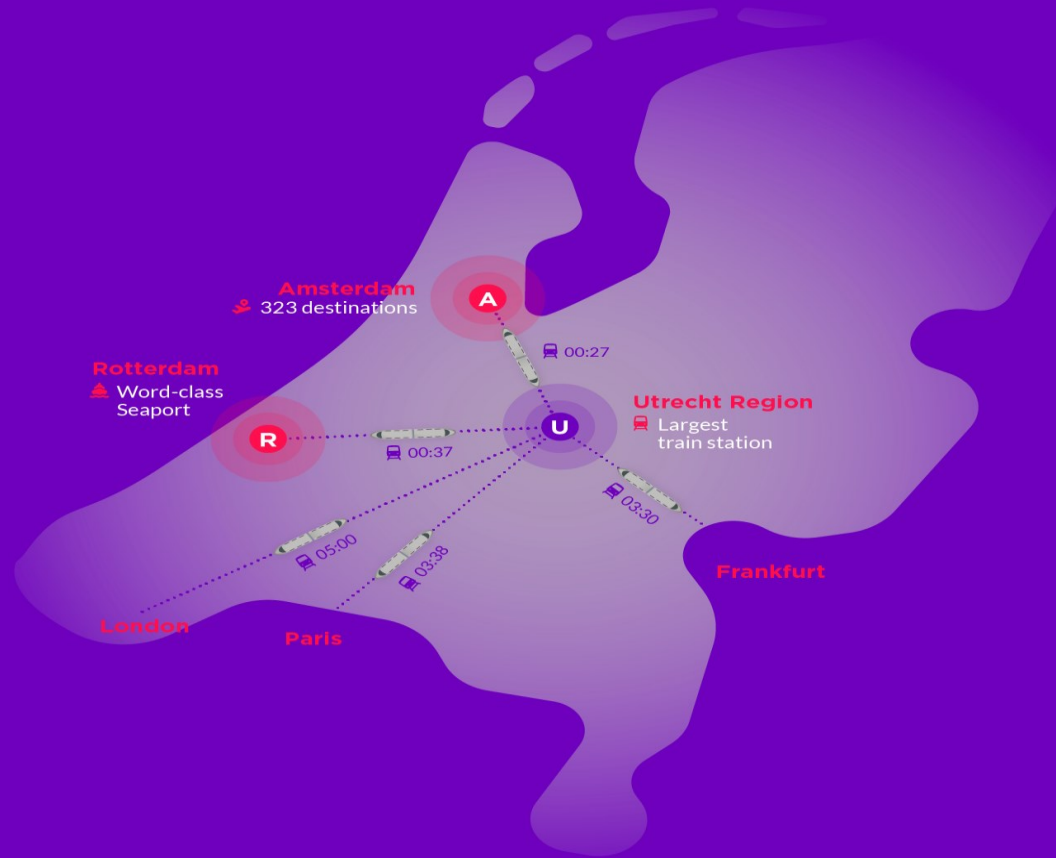 Amsterdam
323 destinations
A
00:27
Rotterdam
Word-class
Seaport
R
00:37
Utrecht Region
Largest
train station
U
03:30
05:00
03:38
Frankfurt
London
Paris